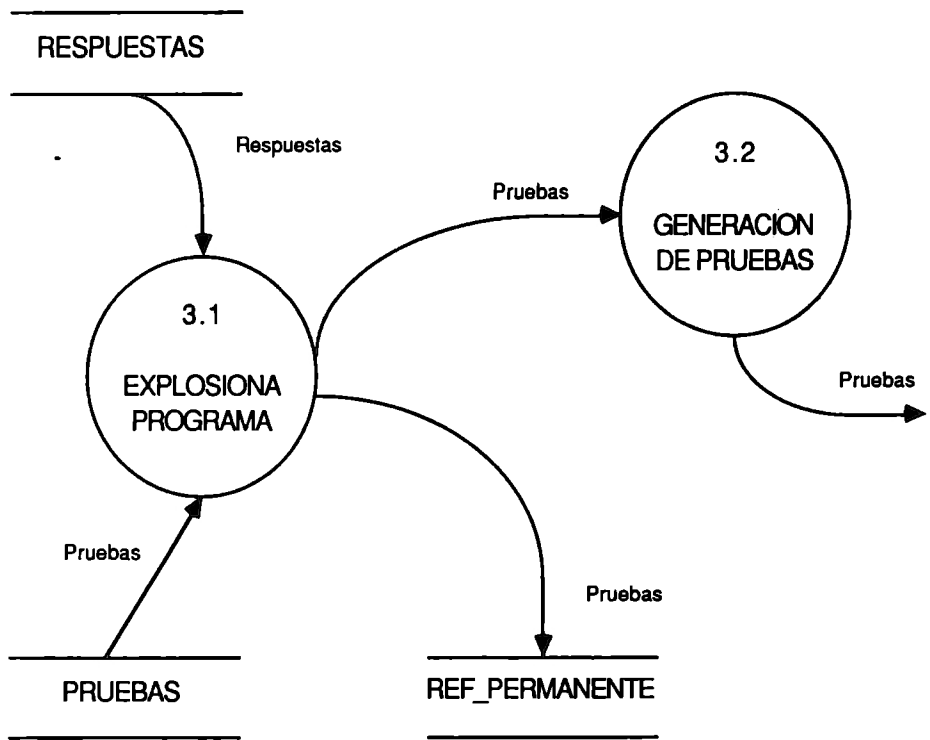 RESPUESTAS
Respuestas
3.2
GENERACION
DE PRUEBAS
Pruebas
3.1
EXPLOSIONA
PROGRAMA
Pruebas
Pruebas
Pruebas
PRUEBAS
REF_PERMANENTE